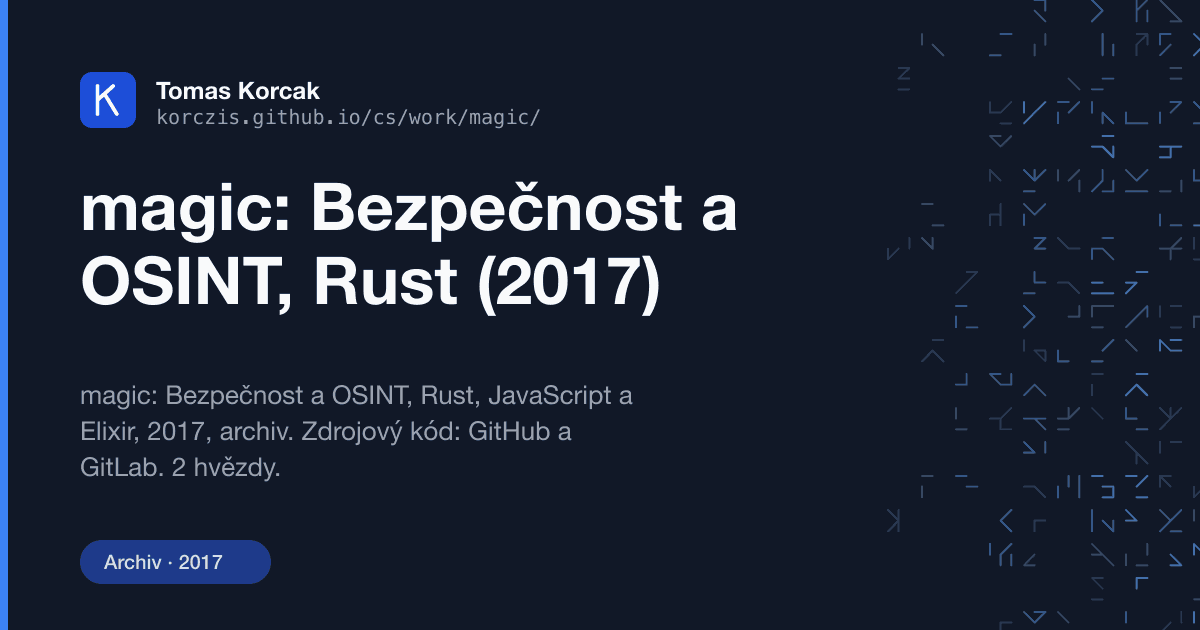 K
Tomas Korcak
korczis.github.io/cs/work/magic/
magic: Bezpečnost a
OSINT, Rust (2017)
magic: Bezpečnost a OSINT, Rust, JavaScript a
Elixir, 2017, archiv. Zdrojový kód: GitHub a
GitLab. 2 hvězdy.
Archiv · 2017